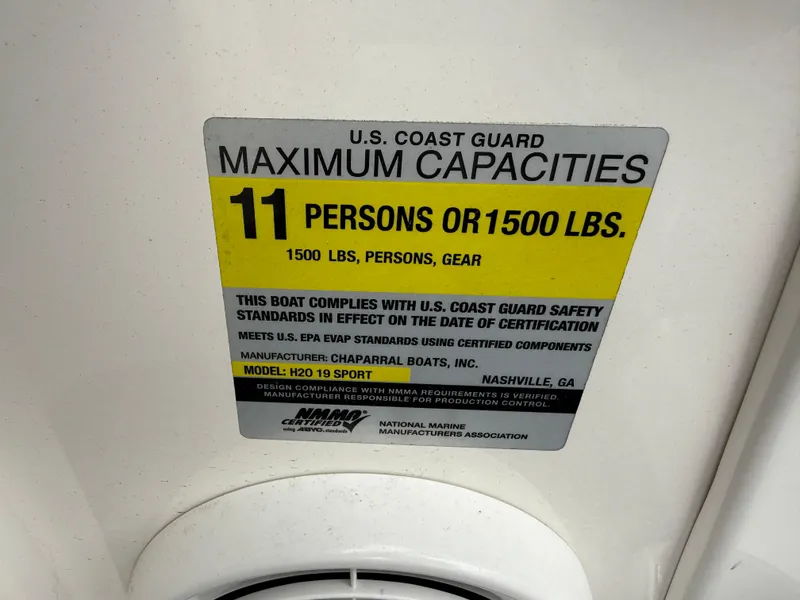 U.S. COAST GUARD
MAXIMUM CAPACITIES
11 PERSONS OR 1500 LBS.
1500 LBS, PERSONS, GEAR
THIS BOAT COMPLIES WITH U.S. COAST GUARD SAFETY
STANDARDS IN EFFECT ON THE DATE OF CERTIFICATION
MEETS U.S. EPA EVAP STANDARDS USING CERTIFIED COMPONENTS
MANUFACTURER: CHAPARRAL BOATS, INC.
MODEL: H2O 19 SPORT
NASHVILLE, GA
DESIGN COMPLIANCE WITH NMMA REQUIREMENTS IS VERIFIED.
MANUFACTURER RESPONSIBLE FOR PRODUCTION CONTROL.
NMMA®
CERTIFIED
using ABYC standards
NATIONAL MARINE
MANUFACTURERS ASSOCIATION